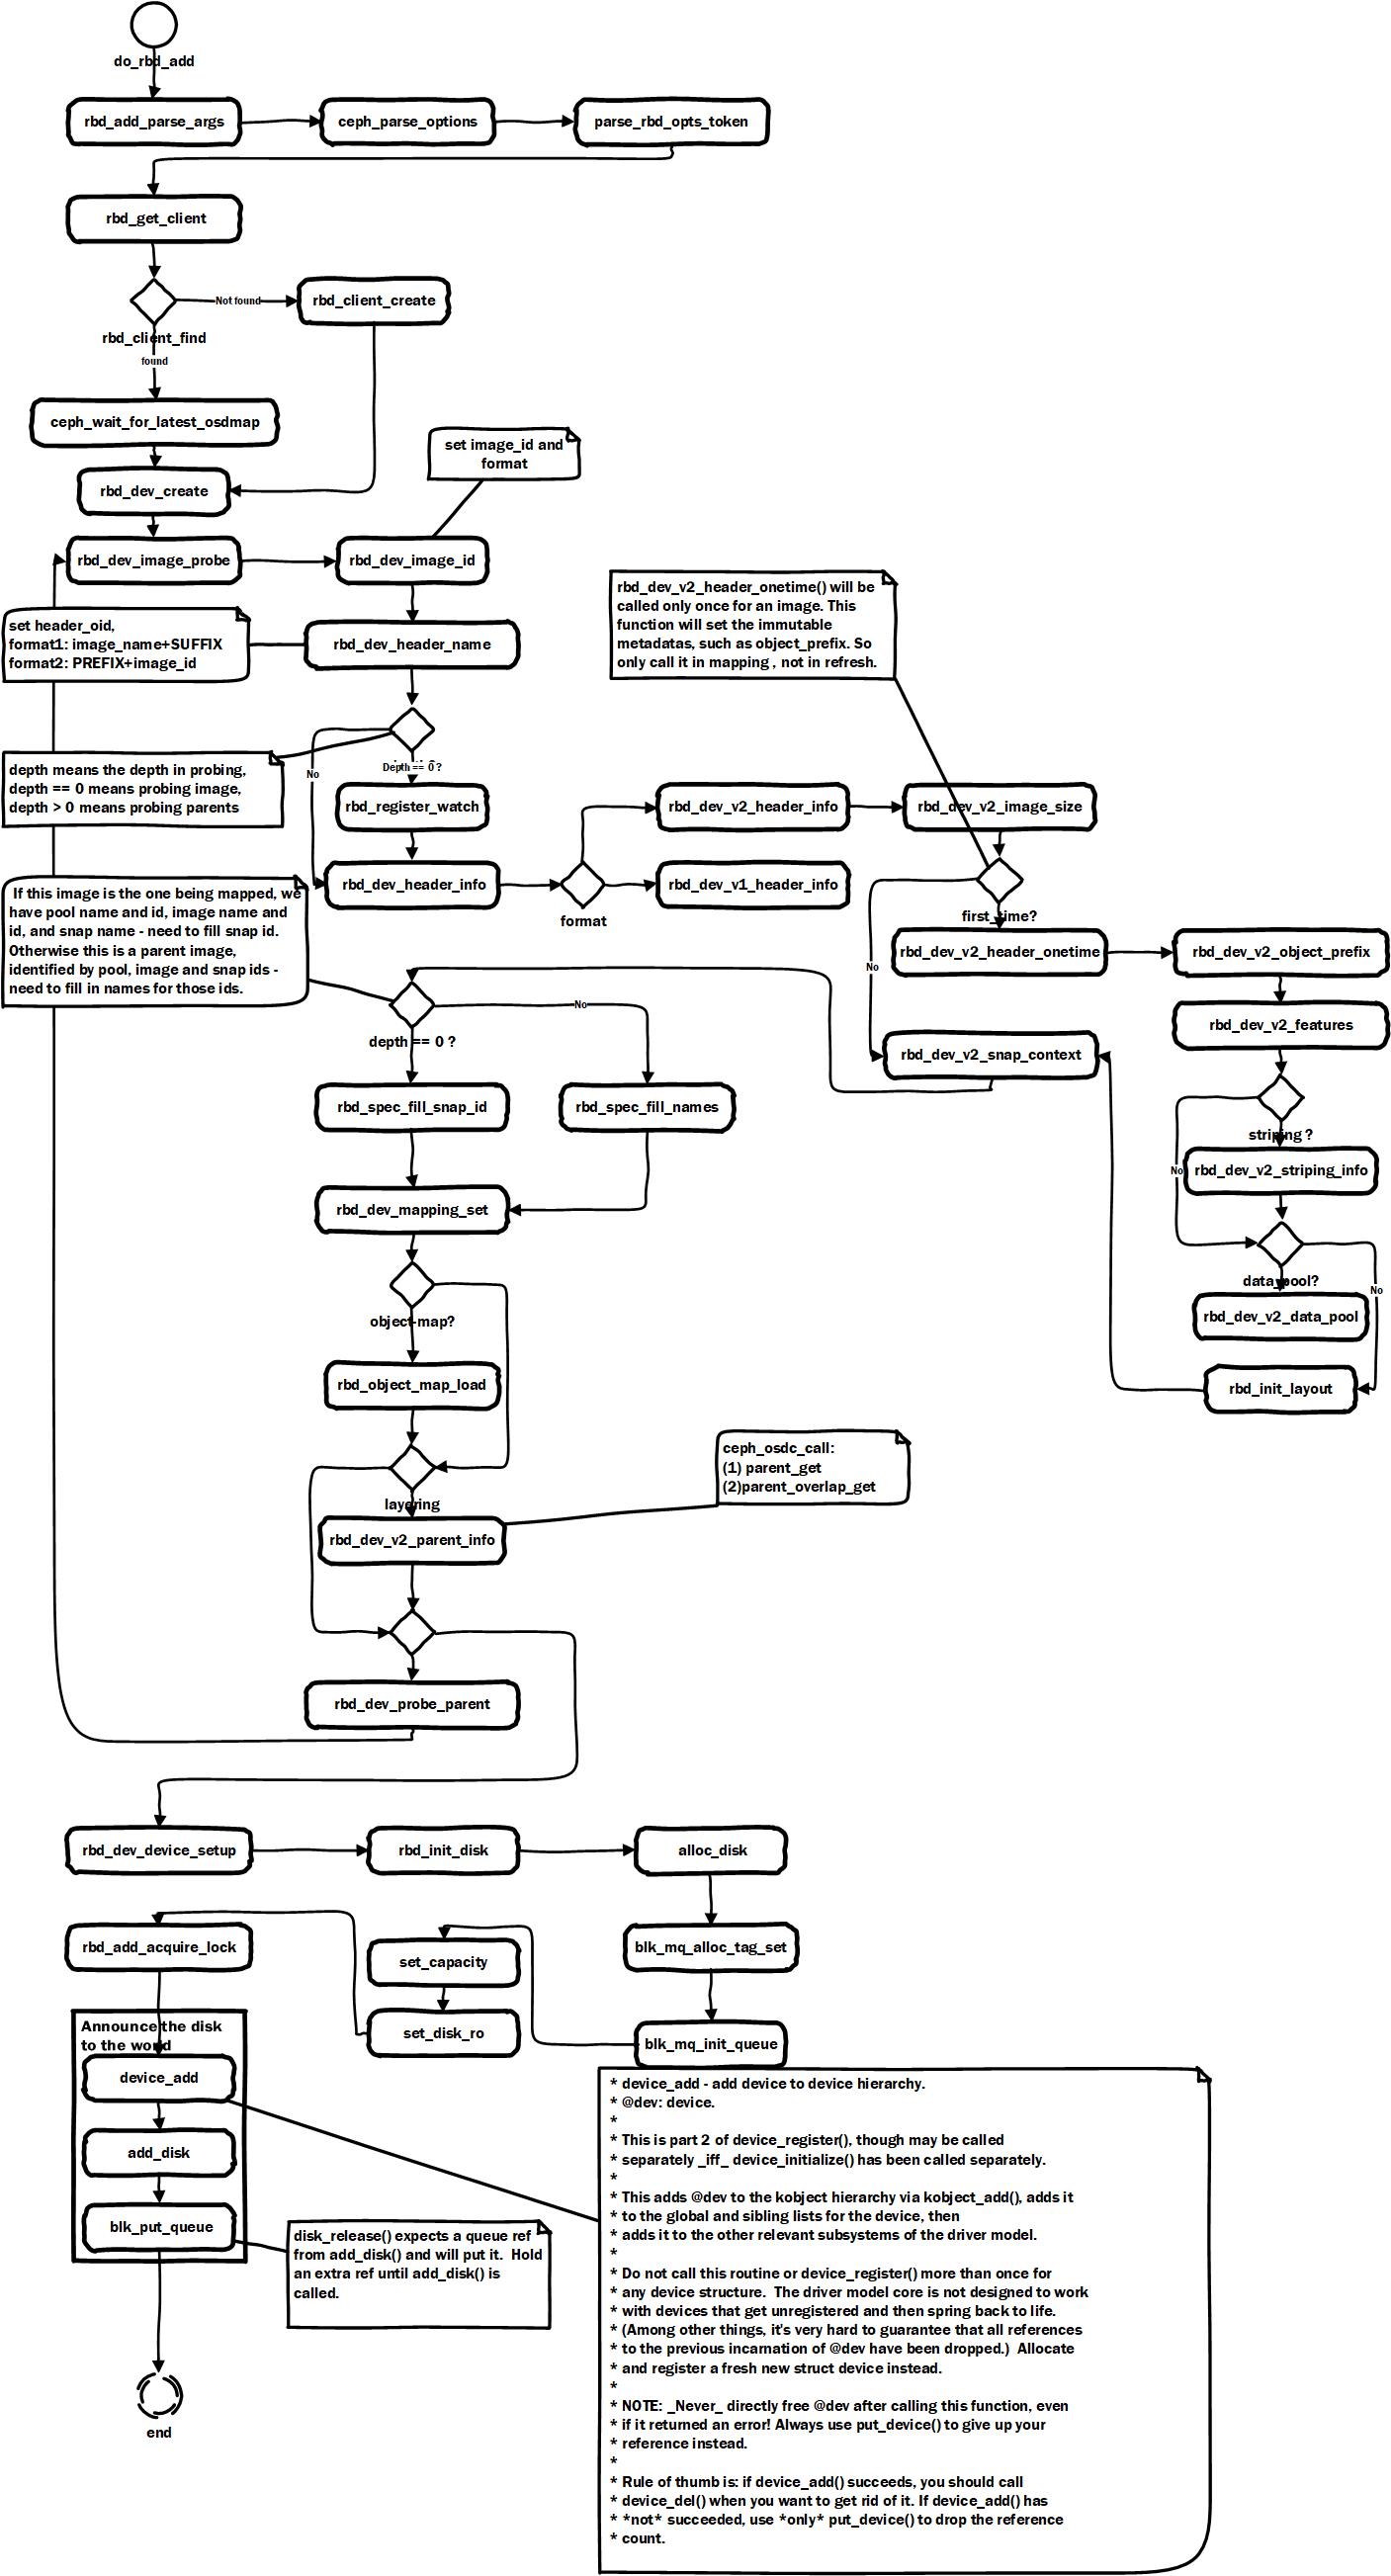 do_rbd_add
rbd_add_parse_args
ceph_parse_options
parse_rbd_opts_token
rbd_get_client
Not found
rbd_client_create
rbd_client_find
found
ceph_wait_for_latest_osdmap
set image_id and
format
rbd_dev_create
rbd_dev_image_probe
rbd_dev_image_id
rbd_dev_v2_header_onetime() will be
called only once for an image. This
function will set the immutable
metadatas, such as object_prefix. So
only call it in mapping , not in refresh.
set header_oid,
format1: image_name+SUFFIX
format2: PREFIX+image_id
rbd_dev_header_name
depth means the depth in probing,
depth == 0 means probing image,
depth > 0 means probing parents
No
Depth == 0 ?
rbd_register_watch
rbd_dev_v2_header_info
rbd_dev_v2_image_size
rbd_dev_header_info
rbd_dev_v1_header_info
format
first_time?
If this image is the one being mapped, we
have pool name and id, image name and
id, and snap name - need to fill snap id.
Otherwise this is a parent image,
identified by pool, image and snap ids -
need to fill in names for those ids.
rbd_dev_v2_header_onetime
rbd_dev_v2_object_prefix
No
No
rbd_dev_v2_features
depth == 0 ?
rbd_dev_v2_snap_context
rbd_spec_fill_snap_id
rbd_spec_fill_names
striping ?
No
rbd_dev_v2_striping_info
rbd_dev_mapping_set
data_pool?
No
object-map?
rbd_dev_v2_data_pool
rbd_object_map_load
rbd_init_layout
ceph_osdc_call:
(1) parent_get
(2)parent_overlap_get
layering
rbd_dev_v2_parent_info
rbd_dev_probe_parent
rbd_dev_device_setup
rbd_init_disk
alloc_disk
rbd_add_acquire_lock
set_capacity
blk_mq_alloc_tag_set
set_disk_ro
blk_mq_init_queue
Announce the disk
to the world
device_add
add_disk
blk_put_queue
disk_release() expects a queue ref
from add_disk() and will put it.  Hold
an extra ref until add_disk() is
called.
* device_add - add device to device hierarchy.
* @dev: device.
*
* This is part 2 of device_register(), though may be called
* separately _iff_ device_initialize() has been called separately.
*
* This adds @dev to the kobject hierarchy via kobject_add(), adds it
* to the global and sibling lists for the device, then
* adds it to the other relevant subsystems of the driver model.
*
* Do not call this routine or device_register() more than once for
* any device structure.  The driver model core is not designed to work
* with devices that get unregistered and then spring back to life.
* (Among other things, it's very hard to guarantee that all references
* to the previous incarnation of @dev have been dropped.)  Allocate
* and register a fresh new struct device instead.
*
* NOTE: _Never_ directly free @dev after calling this function, even
* if it returned an error! Always use put_device() to give up your
* reference instead.
*
* Rule of thumb is: if device_add() succeeds, you should call
* device_del() when you want to get rid of it. If device_add() has
* *not* succeeded, use *only* put_device() to drop the reference
* count.
end